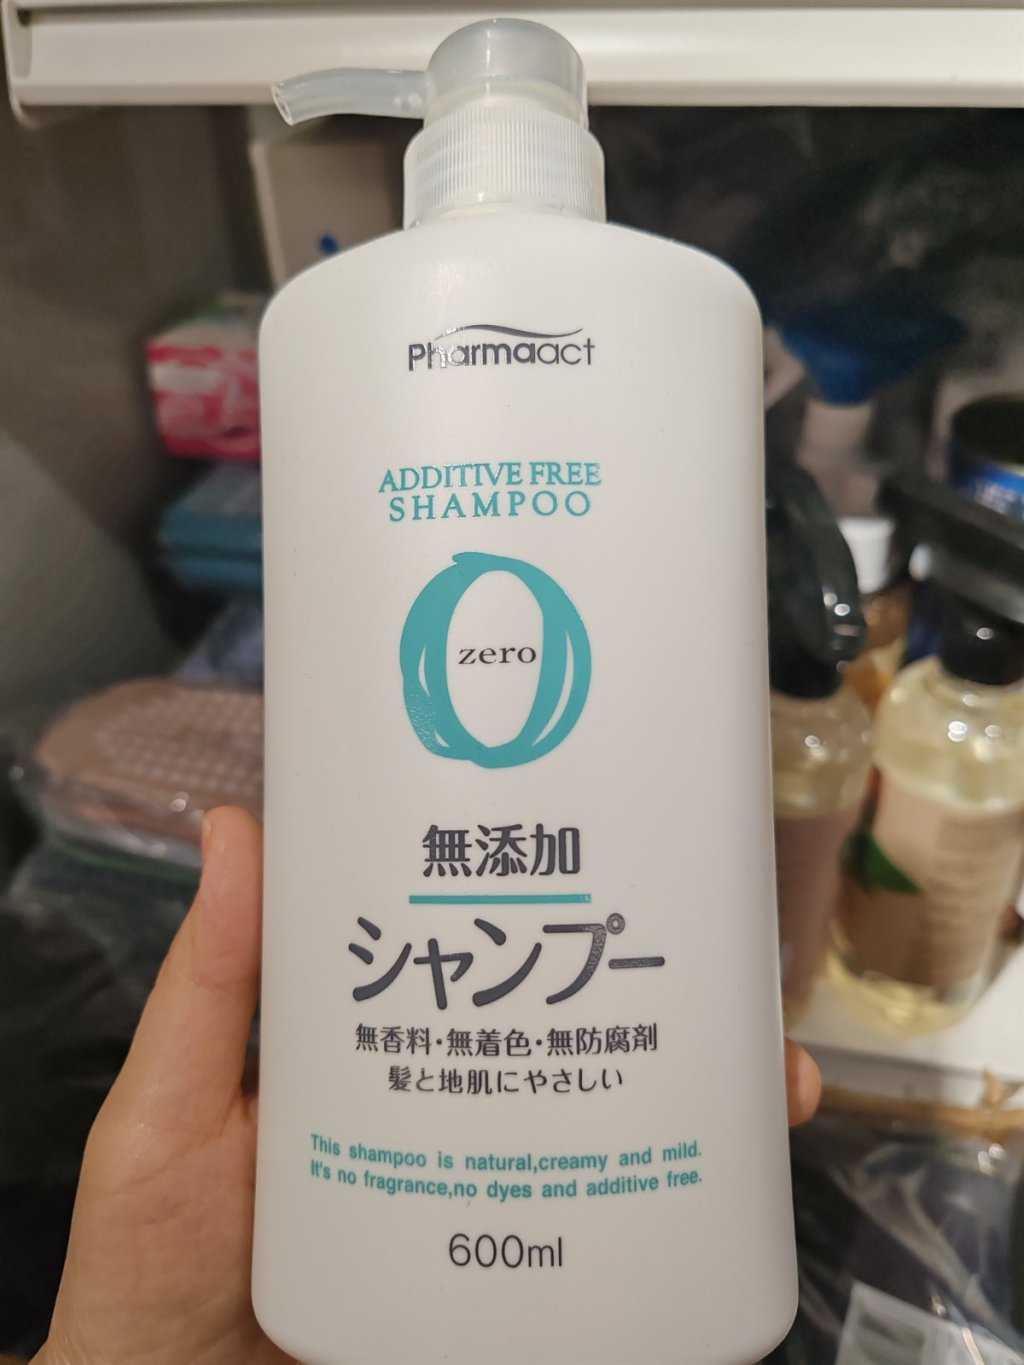 Pharmaact
ADDITIVE FREE
SHAMPOO
zero
無添加
シャンプー
無香料・無着色・無防腐剤
髪と地肌にやさしい
This shampoo is natural,creamy and mild.
It's no fragrance,no dyes and additive free.
600ml